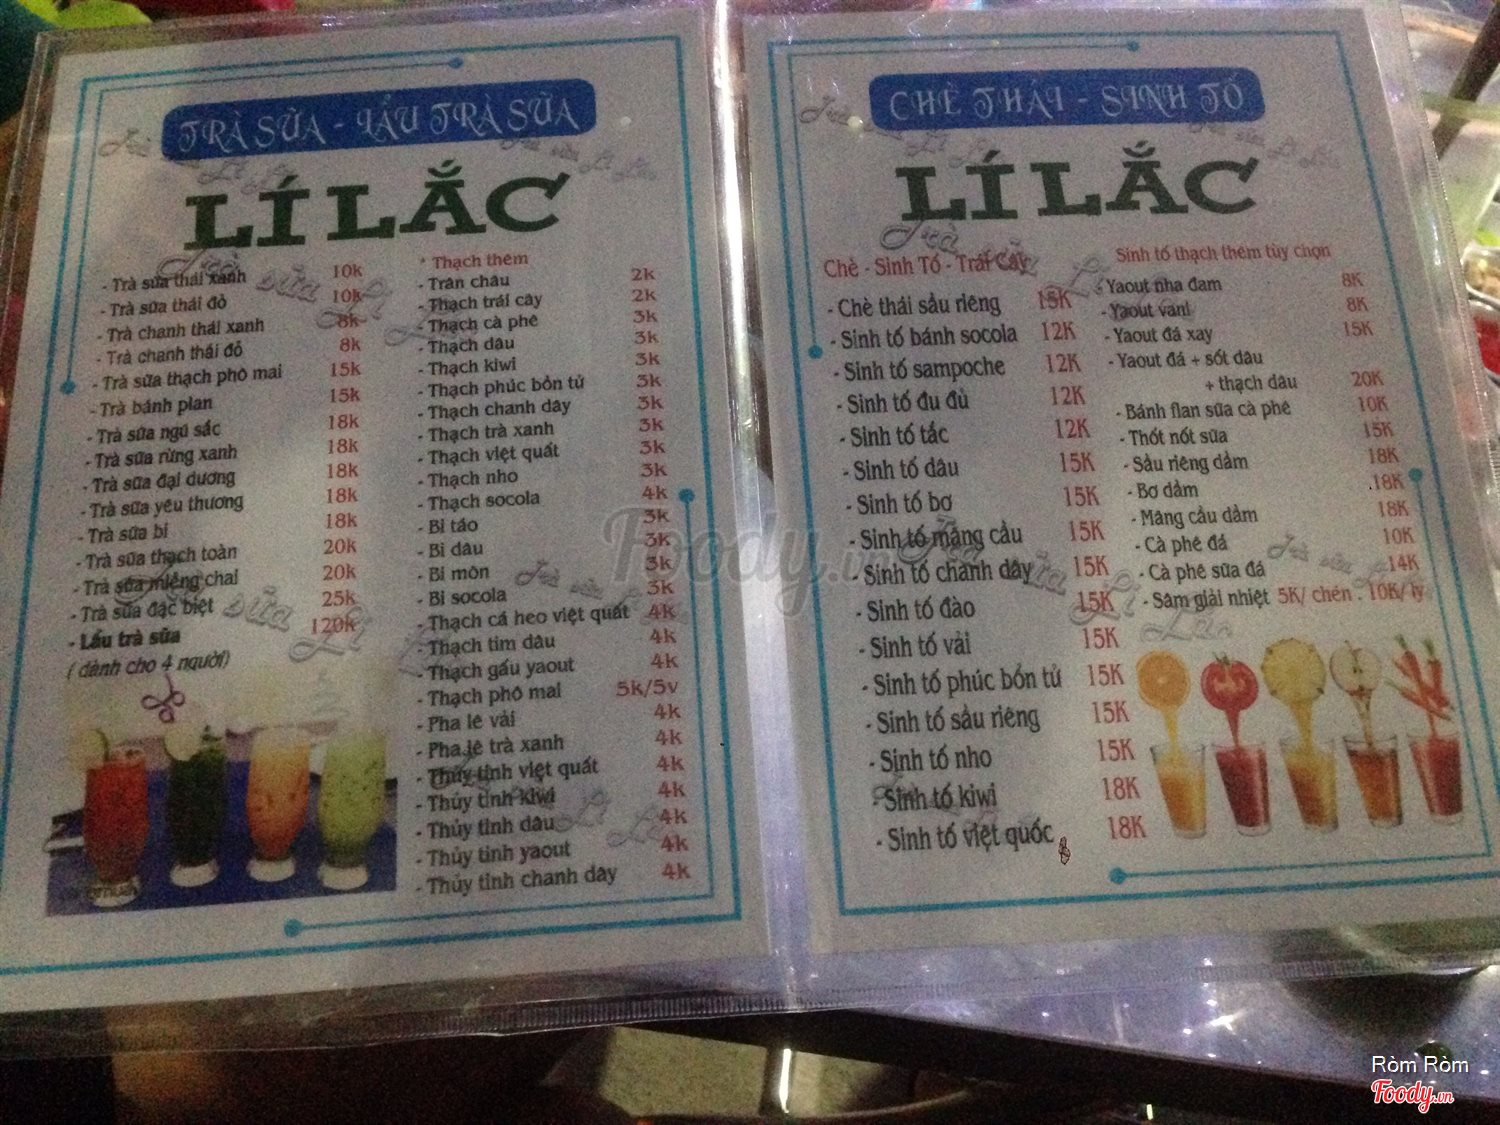 TRÀ SỮA - LẨU TRÀ SỮA
LÍ LẮC
- Trà sữa thái xanh 10k
- Trà sữa thái đỏ 10k
- Trà chanh thái xanh 8k
- Trà chanh thái đỏ 8k
- Trà sữa thạch phô mai 15k
- Trà bánh plan 15k
- Trà sữa ngũ sắc 18k
- Trà sữa rừng xanh 18k
- Trà sữa đại dương 18k
- Trà sữa yêu thương 18k
- Trà sữa bi 18k
- Trà sữa thạch toàn 20k
- Trà sữa miệng chai 20k
- Trà sữa đặc biệt 25k
- Lẩu trà sữa 120k
( dành cho 4 người)
* Thạch thêm
- Trân châu 2k
- Thạch trái cây 2k
- Thạch cà phê 3k
- Thạch dâu 3k
- Thạch kiwi 3k
- Thạch phúc bồn tử 3k
- Thạch chanh dây 3k
- Thạch trà xanh 3k
- Thạch việt quất 3k
- Thạch nho 3k
- Thạch socola 4k
- Bi táo 3k
- Bi dâu 3k
- Bi môn 3k
- Bi socola 3k
- Thạch cá heo việt quất 4k
- Thạch tim dâu 4k
- Thạch gấu yaout 4k
- Thạch phô mai 5k/5v
- Pha lê vải 4k
- Pha lê trà xanh 4k
- Thủy tinh việt quất 4k
- Thủy tinh kiwi 4k
- Thủy tinh dâu 4k
- Thủy tinh yaout 4k
- Thủy tinh chanh dây 4k
CHÈ THÁI - SINH TỐ
LÍ LẮC
Chè - Sinh Tố - Trái Cây
- Chè thái sầu riêng 15K
- Sinh tố bánh socola 12K
- Sinh tố sampoche 12K
- Sinh tố đu đủ 12K
- Sinh tố tắc 12K
- Sinh tố dâu 15K
- Sinh tố bơ 15K
- Sinh tố mãng cầu 15K
- Sinh tố chanh dây 15K
- Sinh tố đào 15K
- Sinh tố vải 15K
- Sinh tố phúc bồn tử 15K
- Sinh tố sầu riêng 15K
- Sinh tố nho 15K
- Sinh tố kiwi 18K
- Sinh tố việt quốc 18K
Sinh tố thạch thêm tùy chọn
- Yaout nha đam 8K
- Yaout vani 8K
- Yaout đá xay 15K
- Yaout đá + sốt dâu
+ thạch dâu 20K
- Bánh flan sữa cà phê 10K
- Thốt nốt sữa 15K
- Sầu riêng dầm 18K
- Bơ dầm 18K
- Mãng cầu dầm 18K
- Cà phê đá 10K
- Cà phê sữa đá 14K
- Sâm giải nhiệt 5K/ chén . 10K/ ly
Foody.vn
Ròm Ròm
Foody.vn